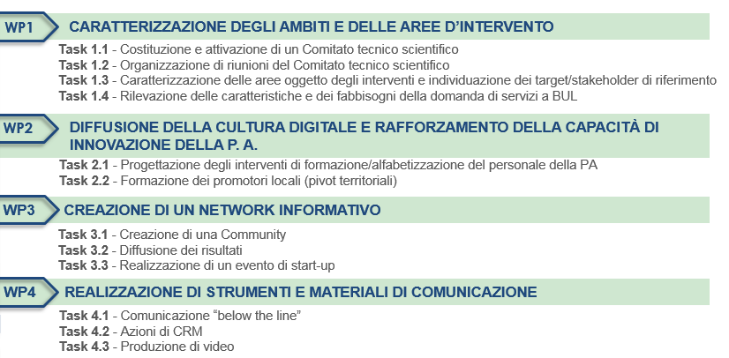 WP1 CARATTERIZZAZIONE DEGLI AMBITI E DELLE AREE D'INTERVENTO
Task 1.1 - Costituzione e attivazione di un Comitato tecnico scientifico
Task 1.2 - Organizzazione di riunioni del Comitato tecnico scientifico
Task 1.3 - Caratterizzazione delle aree oggetto degli interventi e individuazione dei target/stakeholder di riferimento
Task 1.4 - Rilevazione delle caratteristiche e dei fabbisogni della domanda di servizi a BUL
WP2 DIFFUSIONE DELLA CULTURA DIGITALE E RAFFORZAMENTO DELLA CAPACITÀ DI
INNOVAZIONE DELLA P. A.
Task 2.1 - Progettazione degli interventi di formazione/alfabetizzazione del personale della PA
Task 2.2 - Formazione dei promotori locali (pivot territoriali)
WP3 CREAZIONE DI UN NETWORK INFORMATIVO
Task 3.1 - Creazione di una Community
Task 3.2 - Diffusione dei risultati
Task 3.3 - Realizzazione di un evento di start-up
WP4 REALIZZAZIONE DI STRUMENTI E MATERIALI DI COMUNICAZIONE
Task 4.1 - Comunicazione "below the line"
Task 4.2 - Azioni di CRM
Task 4.3 - Produzione di video